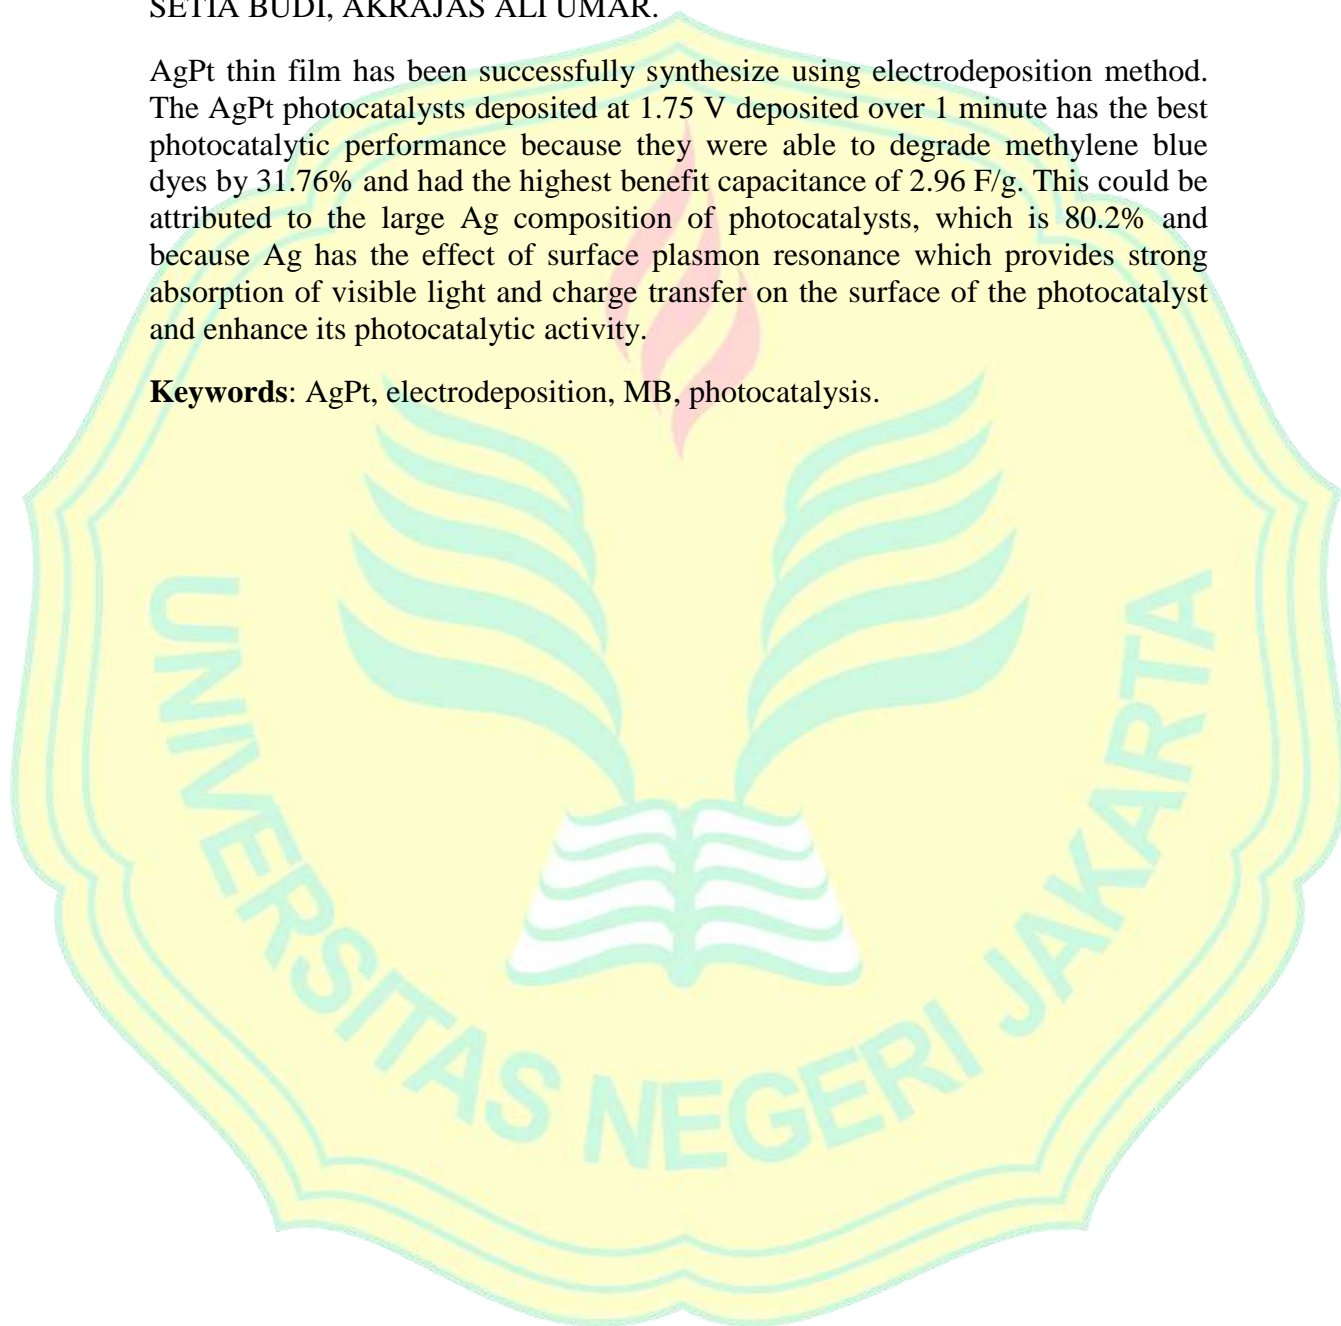 SETIA BUDI, AKRAJAS ALI UMAR.
AgPt thin film has been successfully synthesize using electrodeposition method.
The AgPt photocatalysts deposited at 1.75 V deposited over 1 minute has the best
photocatalytic performance because they were able to degrade methylene blue
dyes by 31.76% and had the highest benefit capacitance of 2.96 F/g. This could be
attributed to the large Ag composition of photocatalysts, which is 80.2% and
because Ag has the effect of surface plasmon resonance which provides strong
absorption of visible light and charge transfer on the surface of the photocatalyst
and enhance its photocatalytic activity.
Keywords: AgPt, electrodeposition, MB, photocatalysis.
UNIVERSITAS NEGERI JAKARTA